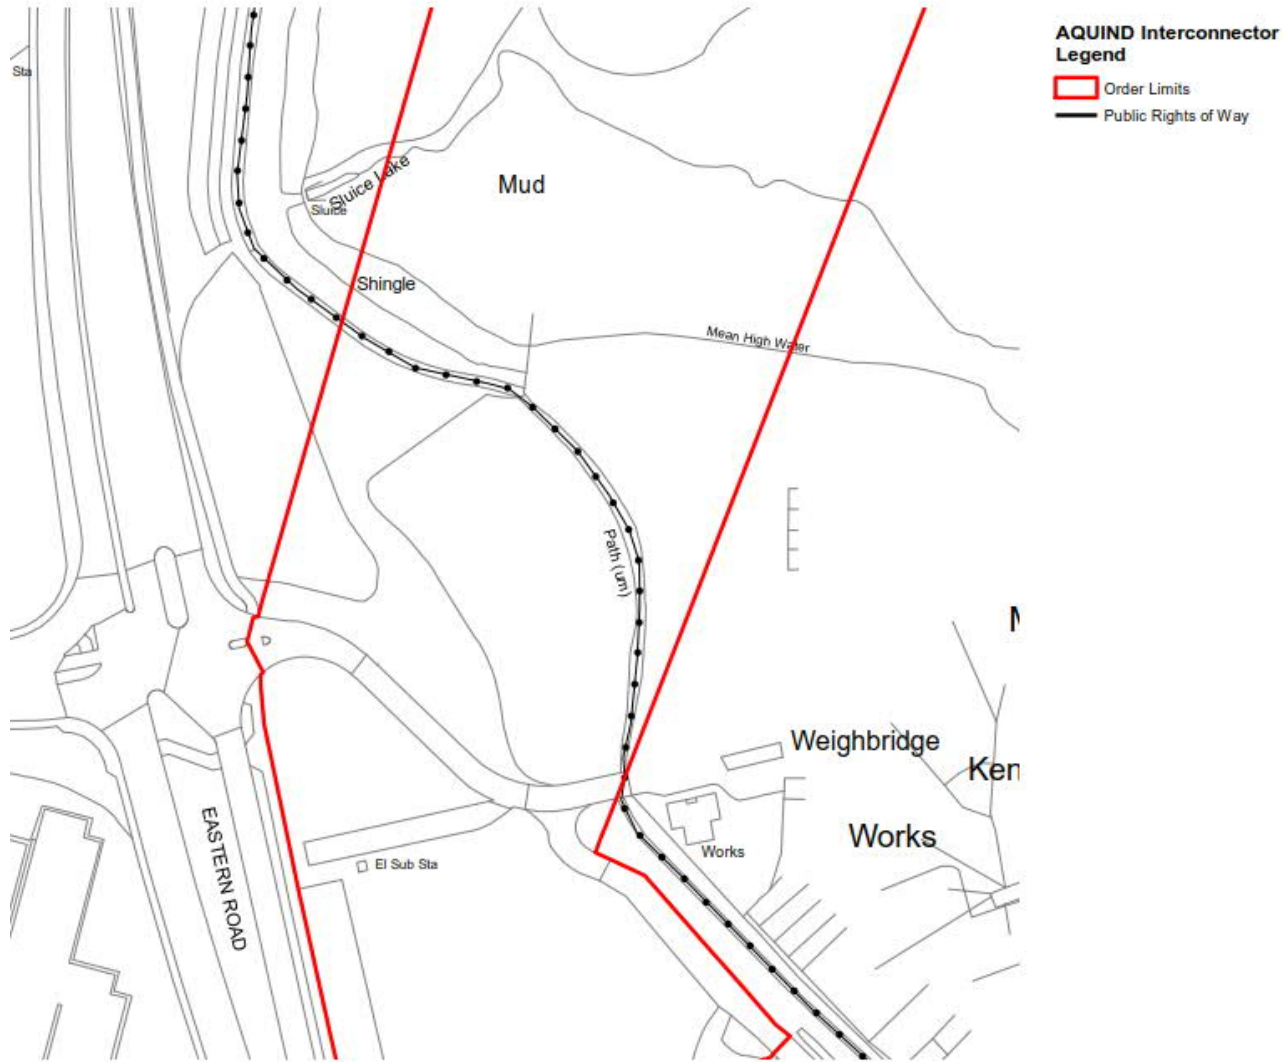 AQUIND Interconnector
Legend
Order Limits
Public Rights of Way
Sta
Sluice Lake
Sluice
Mud
Shingle
Mean High Water
Path (um)
Weighbridge
Ken
Works
Works
El Sub Sta
EASTERN ROAD